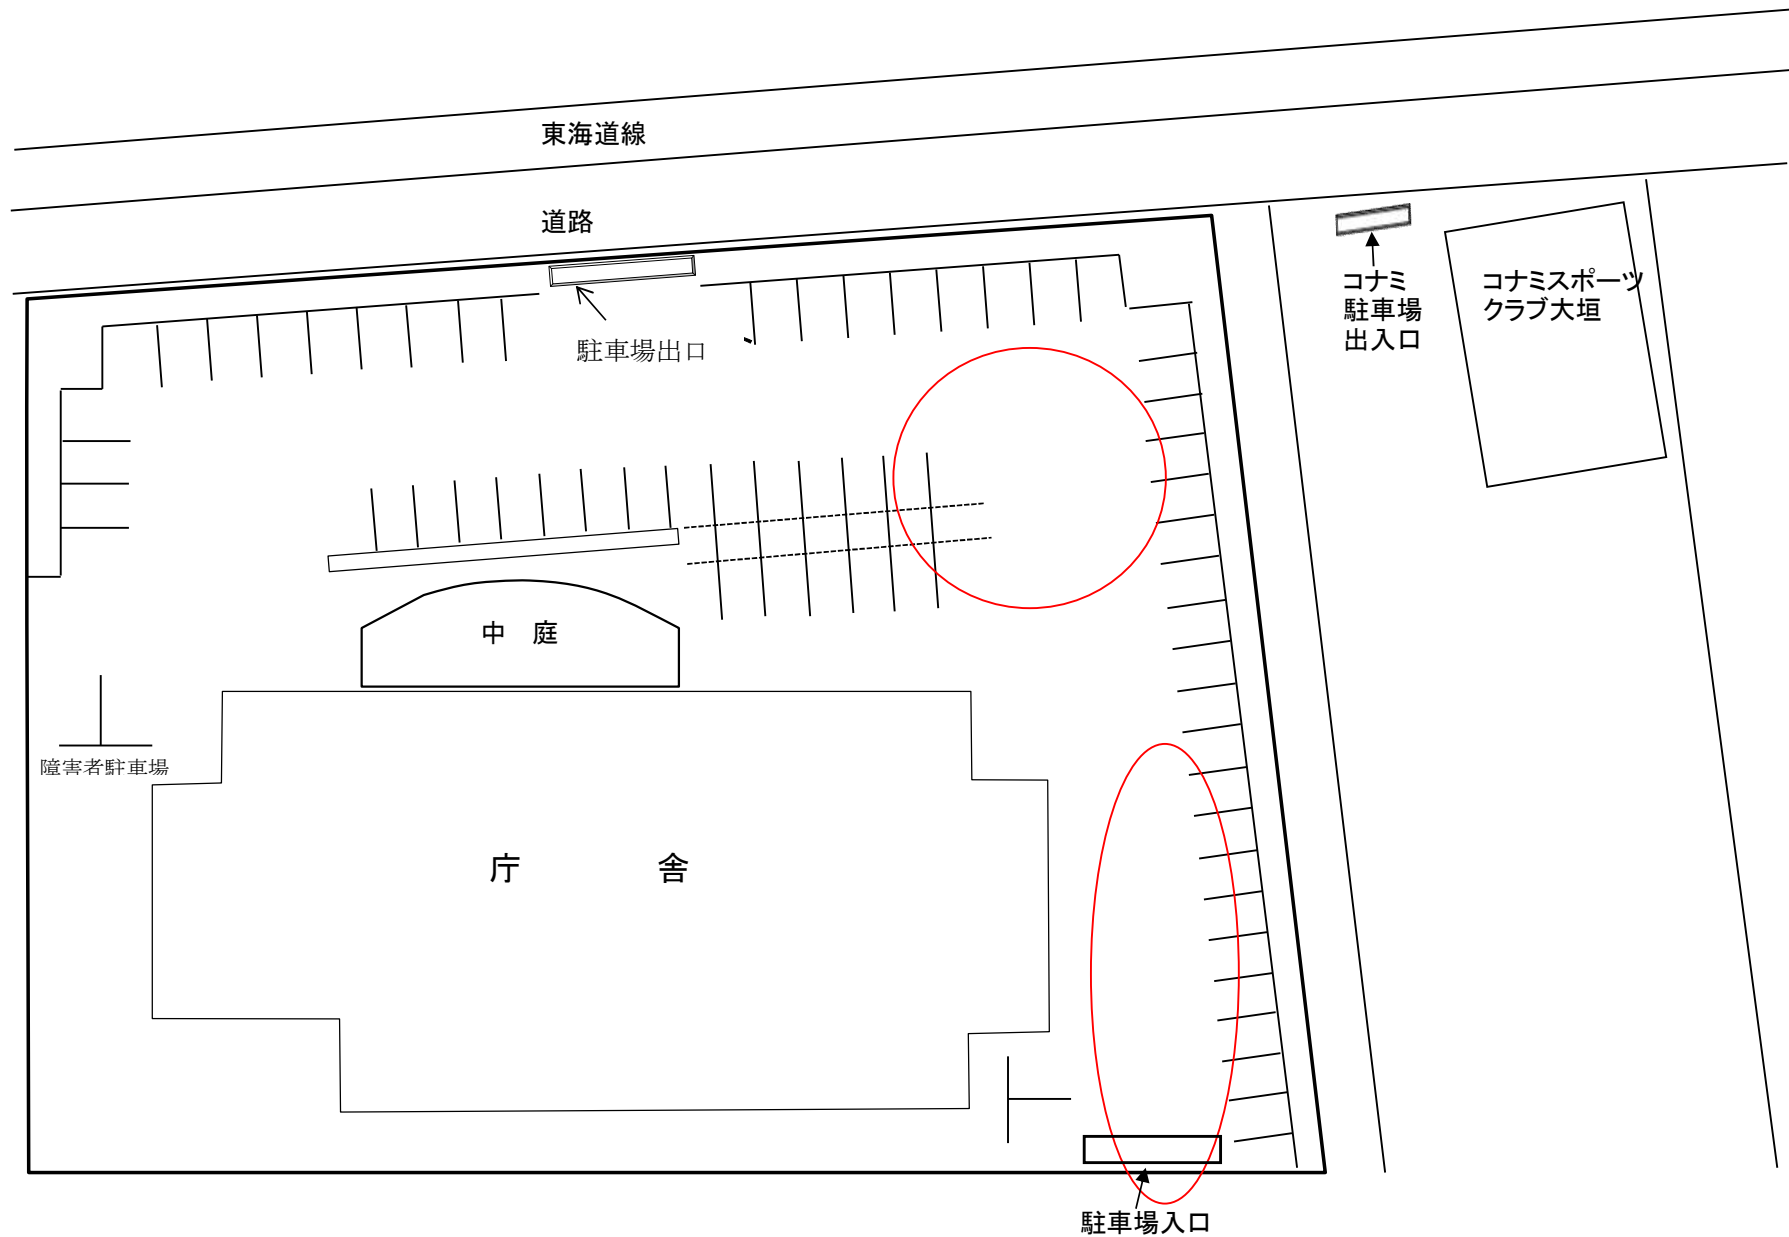 東海道線
道路
コナミ
駐車場
出入口
コナミスポーツ
クラブ大垣
駐車場出口
中 庭
障害者駐車場
庁 舎
駐車場入口